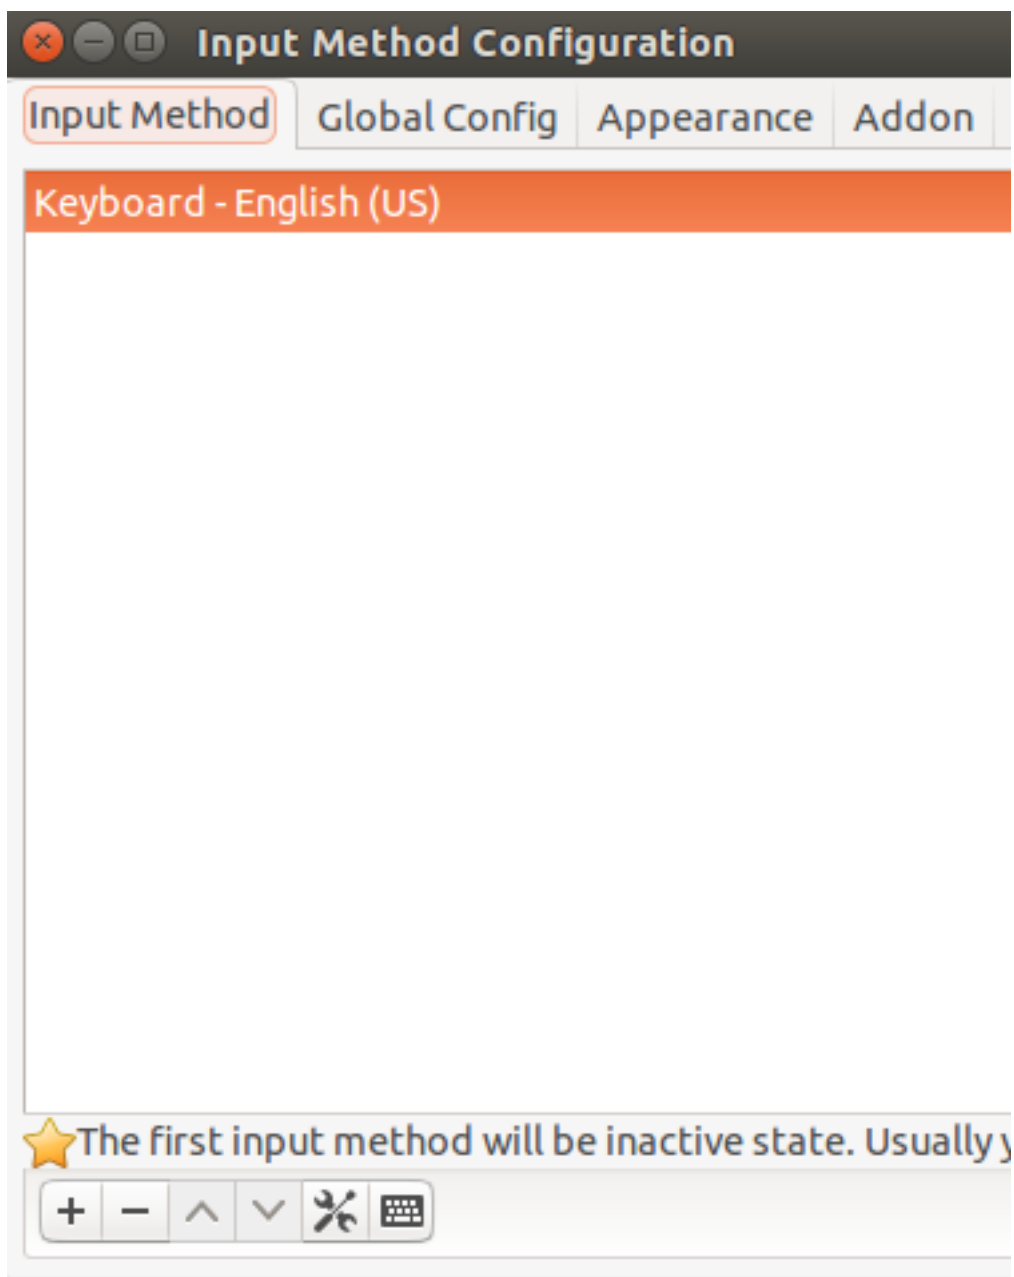 Input Method Configuration
Input Method Global Config Appearance Addon
Keyboard - English (US)
The first input method will be inactive state. Usually